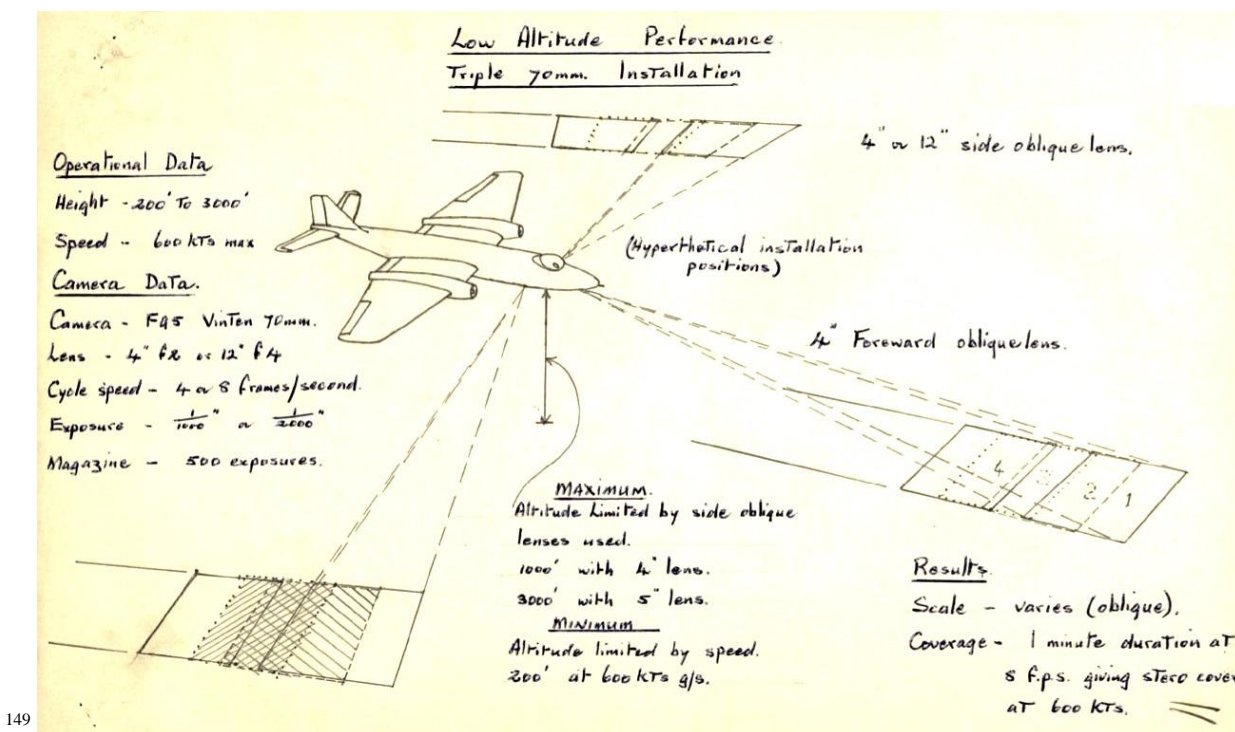 Low Altitude Performance.
Triple 70mm. Installation
4" or 12" side oblique lens.
Operational Data
Height - 200' To 3000'
Speed - 600 kTs max
Camera Data.
Camera - F95 Vinten 70mm.
Lens - 4" f2 or 12" f4
Cycle speed - 4 or 8 frames/second.
Exposure - 1/1000" or 1/2000"
Magazine - 500 exposures.
(Hyperthetical installation
positions)
4" Foreward oblique lens.
4 3 2 1
MAXIMUM.
Altitude Limited by side oblique
lenses used.
1000' with 4" lens.
3000' with 5" lens.
MINIMUM
Altitude limited by speed.
200' at 600 kTs g/s.
Results.
Scale - varies (oblique).
Coverage - 1 minute duration aT
8 f.p.s. giving stero cover
aT 600 kTs.
149